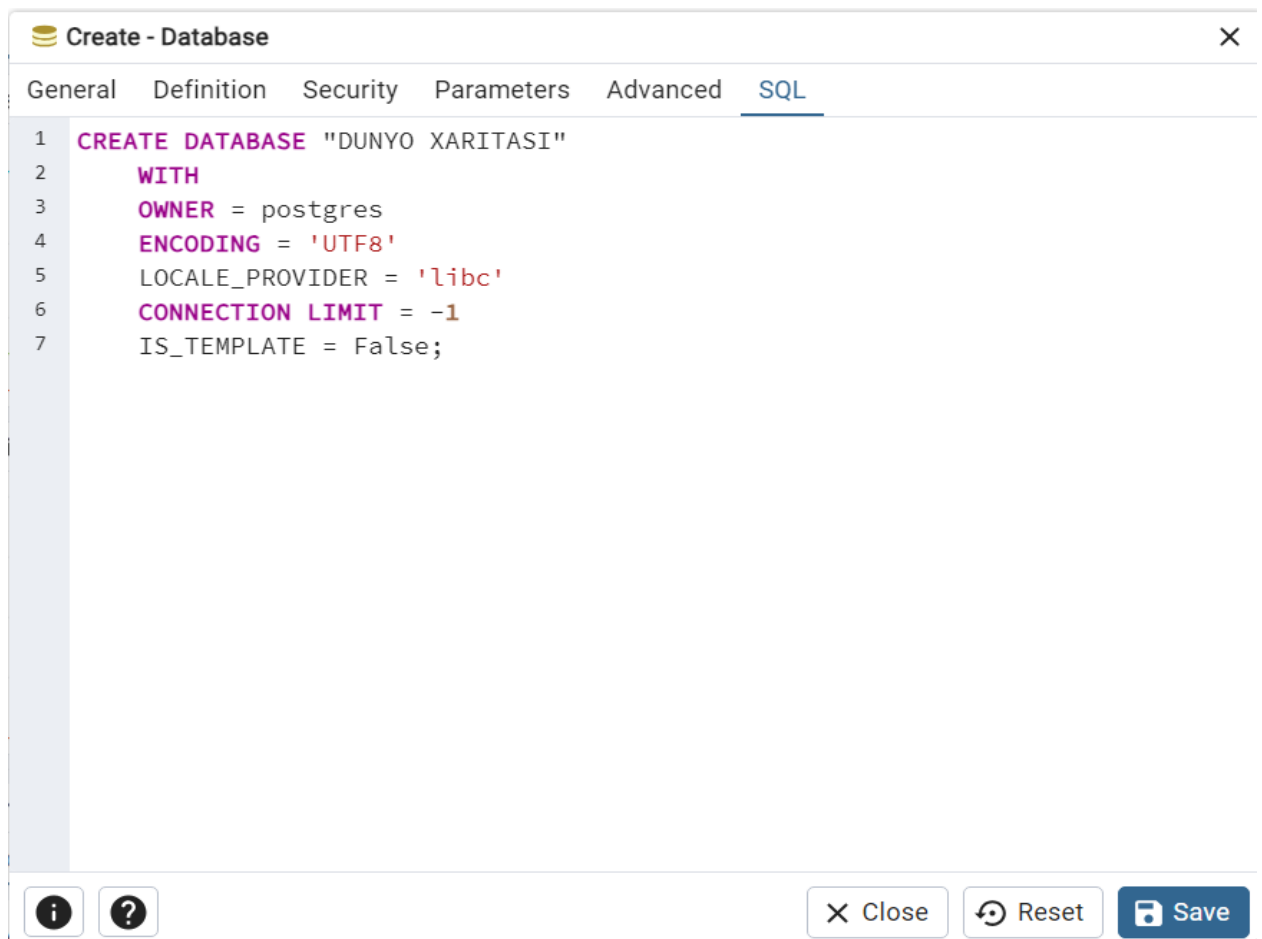 Create - Database
General Definition Security Parameters Advanced SQL
1 CREATE DATABASE "DUNYO XARITASI"
2 WITH
3 OWNER = postgres
4 ENCODING = 'UTF8'
5 LOCALE_PROVIDER = 'libc'
6 CONNECTION LIMIT = -1
7 IS_TEMPLATE = False;
Close Reset Save